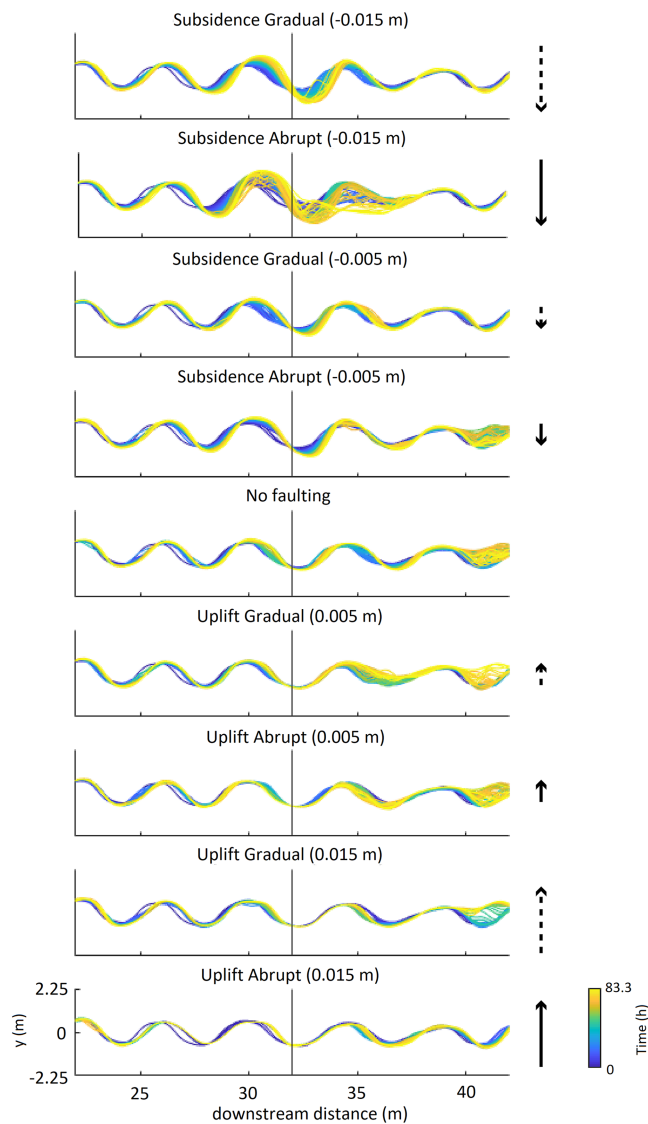 Subsidence Gradual (-0.015 m)
Subsidence Abrupt (-0.015 m)
Subsidence Gradual (-0.005 m)
Subsidence Abrupt (-0.005 m)
No faulting
Uplift Gradual (0.005 m)
Uplift Abrupt (0.005 m)
Uplift Gradual (0.015 m)
Uplift Abrupt (0.015 m)
2.25
0
-2.25
y (m)
25 30 35 40
downstream distance (m)
83.3
0
Time (h)